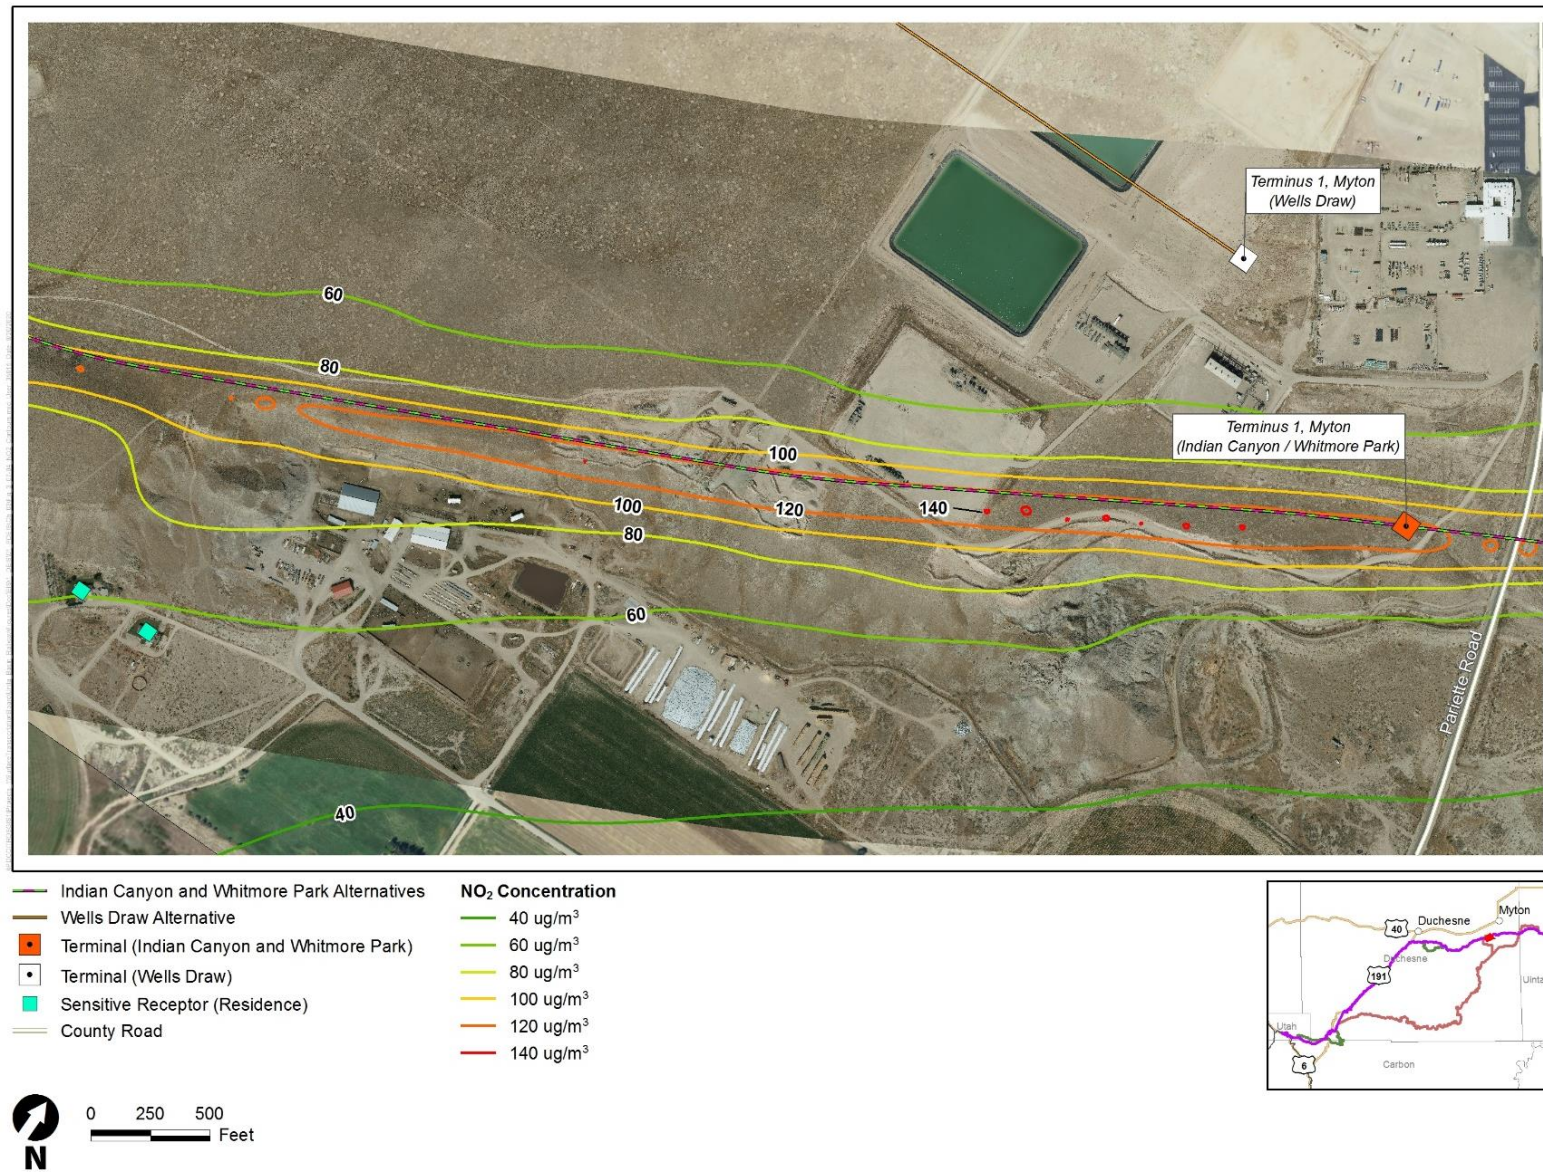 Terminus 1, Myton
(Wells Draw)
60
80
Terminus 1, Myton
(Indian Canyon / Whitmore Park)
100
100
120
140
80
60
Pariette Road
40
Indian Canyon and Whitmore Park Alternatives
Wells Draw Alternative
Terminal (Indian Canyon and Whitmore Park)
Terminal (Wells Draw)
Sensitive Receptor (Residence)
County Road
NO₂ Concentration
40 ug/m³
60 ug/m³
80 ug/m³
100 ug/m³
120 ug/m³
140 ug/m³
Myton
40
Duchesne
Duchesne
191
Uinta
Utah
6
Carbon
N
0 250 500
Feet